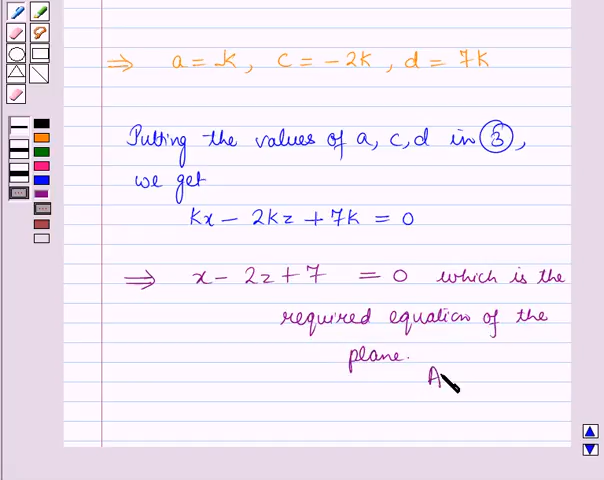 ⇒ a = k, c = -2k, d = 7k
Putting the values of a, c, d in ③,
we get
kx - 2kz + 7k = 0
⇒ x - 2z + 7 = 0 which is the
required equation of the
plane.
A